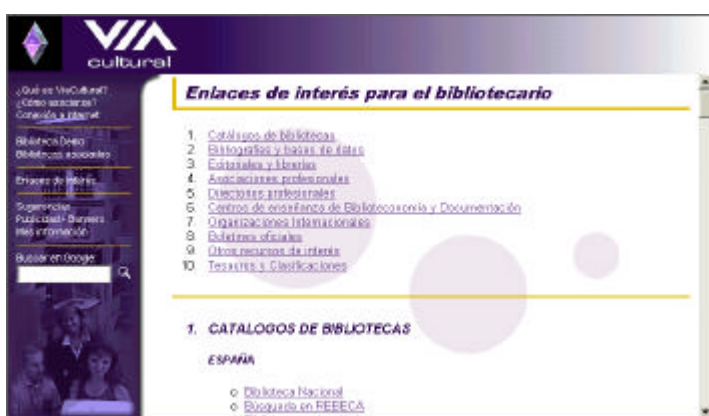 VIA
cultural
¿Qué es ViaCultural?
¿Cómo asociarse?
Conexión a Internet
Biblioteca Demo
Bibliotecas asociadas
Enlaces de interés
Sugerencias
Publicidad - Banners
Más información
Buscar en Google:
Enlaces de interés para el bibliotecario
1. Catálogos de bibliotecas
2. Bibliografías y bases de datos
3. Editoriales y librerías
4. Asociaciones profesionales
5. Directorios profesionales
6. Centros de enseñanza de Biblioteconomía y Documentación
7. Organizaciones Internacionales
8. Boletines oficiales
9. Otros recursos de interés
10. Tesauros y Clasificaciones
1. CATALOGOS DE BIBLIOTECAS
ESPAÑA
o Biblioteca Nacional
o Búsqueda en REBECA